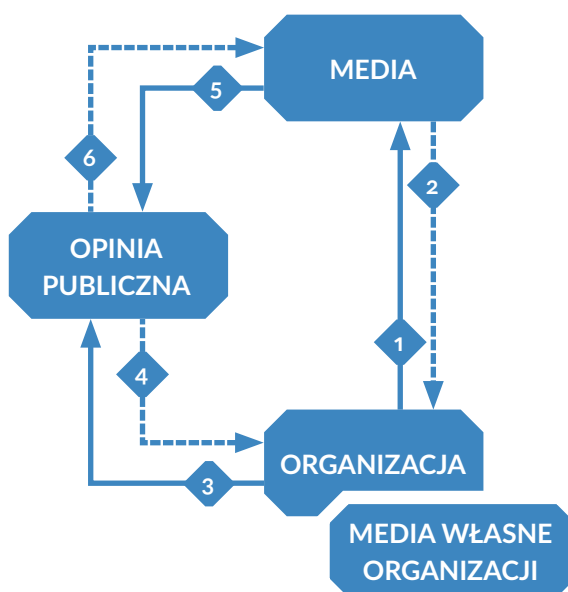 MEDIA
5
6
2
OPINIA
PUBLICZNA
1
4
ORGANIZACJA
3
MEDIA WŁASNE
ORGANIZACJI